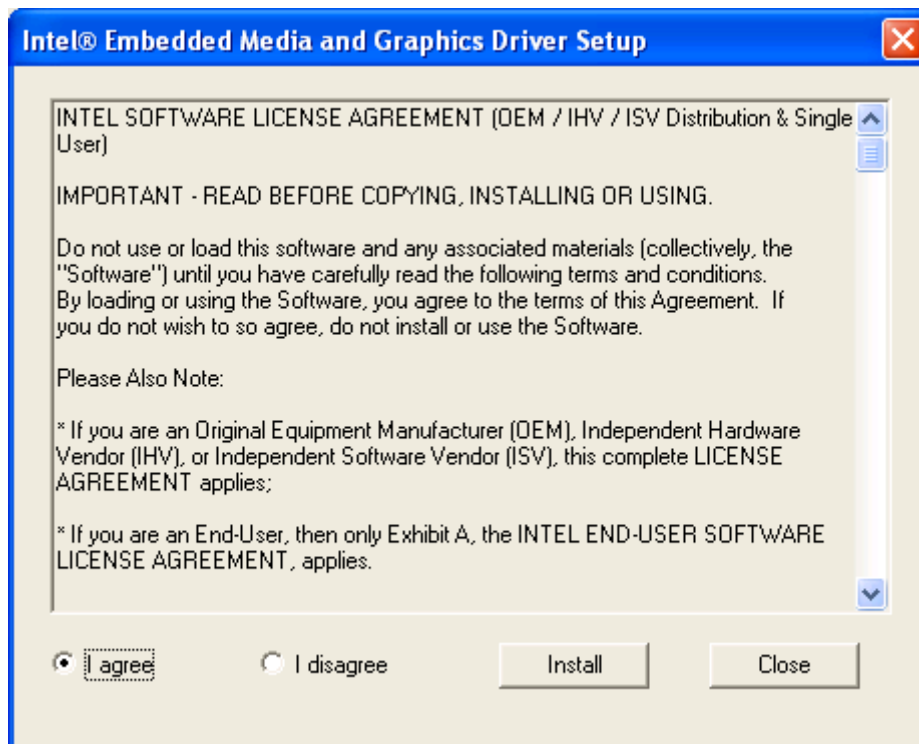 Intel® Embedded Media and Graphics Driver Setup
INTEL SOFTWARE LICENSE AGREEMENT (OEM / IHV / ISV Distribution & Single
User)
IMPORTANT - READ BEFORE COPYING, INSTALLING OR USING.
Do not use or load this software and any associated materials (collectively, the
"Software") until you have carefully read the following terms and conditions.
By loading or using the Software, you agree to the terms of this Agreement.  If
you do not wish to so agree, do not install or use the Software.
Please Also Note:
* If you are an Original Equipment Manufacturer (OEM), Independent Hardware
Vendor (IHV), or Independent Software Vendor (ISV), this complete LICENSE
AGREEMENT applies;
* If you are an End-User, then only Exhibit A, the INTEL END-USER SOFTWARE
LICENSE AGREEMENT, applies.
I agree
I disagree
Install
Close